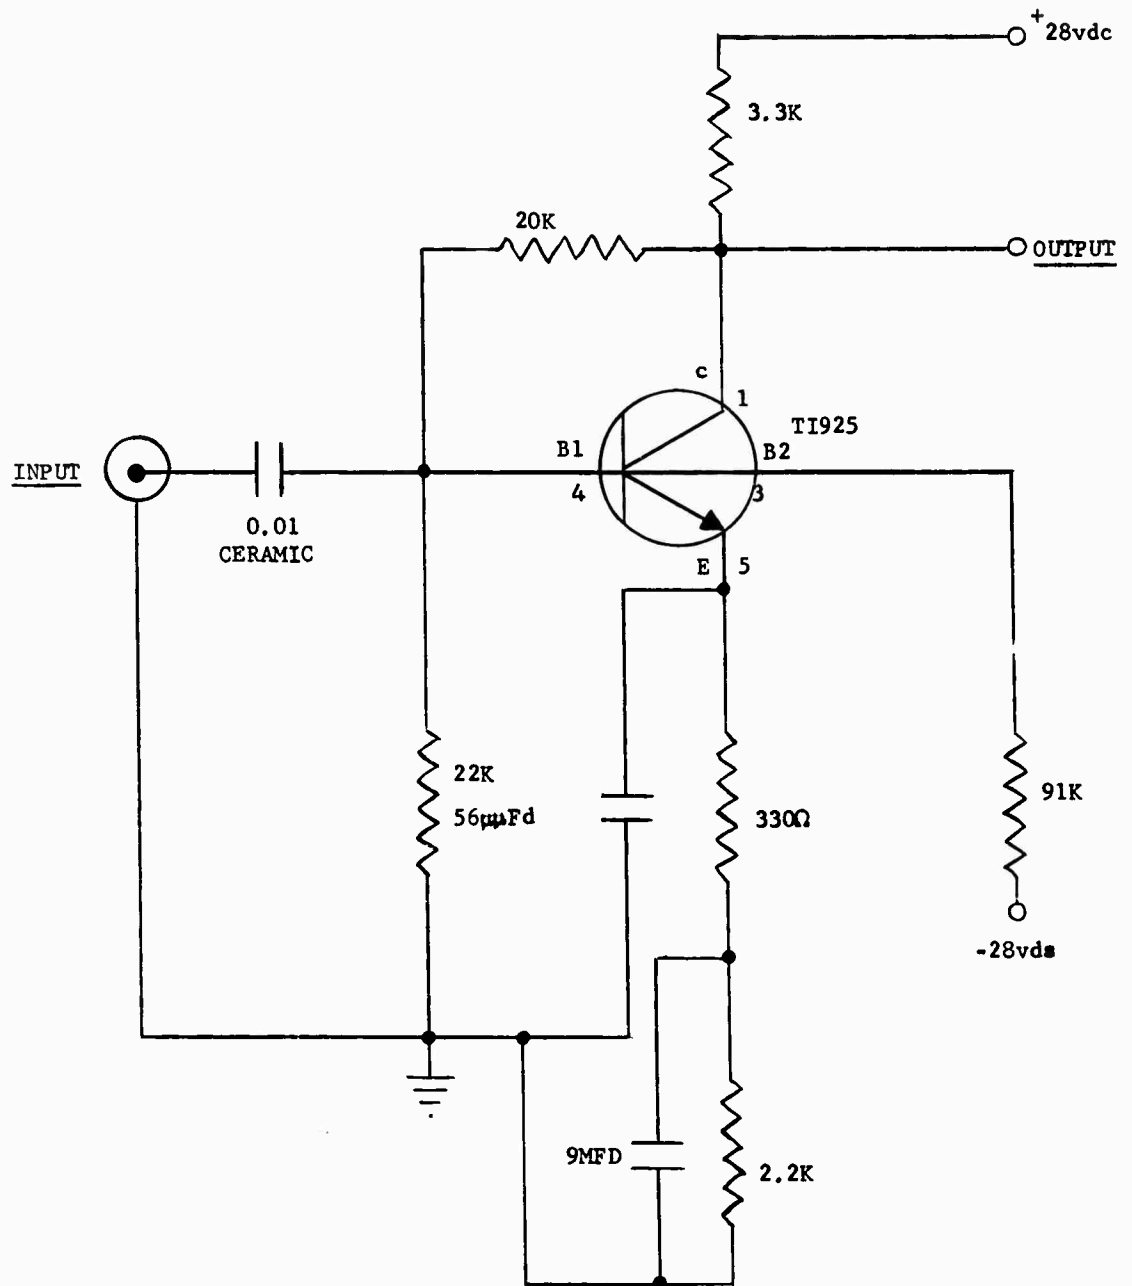 +
28vdc
3.3K
20K
OUTPUT
c
1
TI925
B1
B2
INPUT
4
3
0.01
CERAMIC
E 5
22K
56μμFd
330Ω
91K
-28vds
9MFD
2.2K